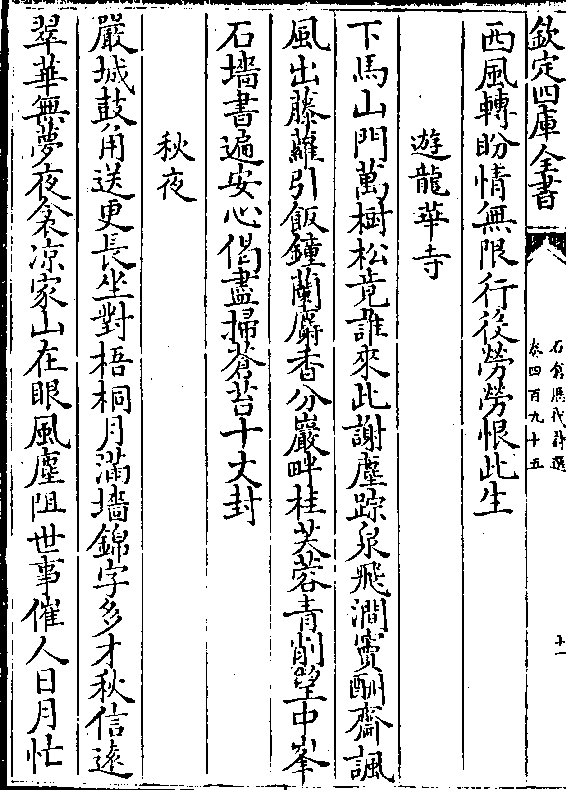 欽定四庫全書
石倉歷代詩選
卷四百九十五
十一
西風轉盼情無限行役勞勞恨此生
遊龍華寺
下馬山門萬樹松竟誰來此謝塵踪泉飛澗竇酬齋諷
風出藤蘿引飯鐘蘭麝香分巖畔桂芙蓉青削望中峯
石墻書遍安心偈盡掃蒼苔十丈封
秋夜
嚴城鼓角送更長坐對梧桐月滿墻錦字多才秋信遠
翠華無夢夜衾凉家山在眼風塵阻世事催人日月忙